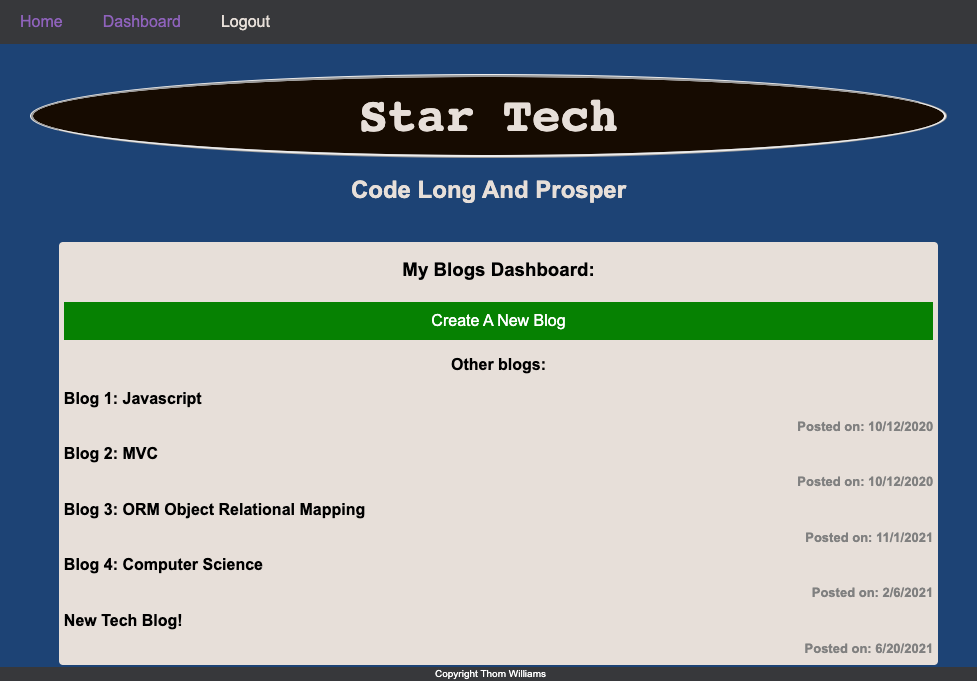 Home Dashboard Logout
Star Tech
Code Long And Prosper
My Blogs Dashboard:
Create A New Blog
Other blogs:
Blog 1: Javascript
Posted on: 10/12/2020
Blog 2: MVC
Posted on: 10/12/2020
Blog 3: ORM Object Relational Mapping
Posted on: 11/1/2021
Blog 4: Computer Science
Posted on: 2/6/2021
New Tech Blog!
Posted on: 6/20/2021
Copyright Thom Williams